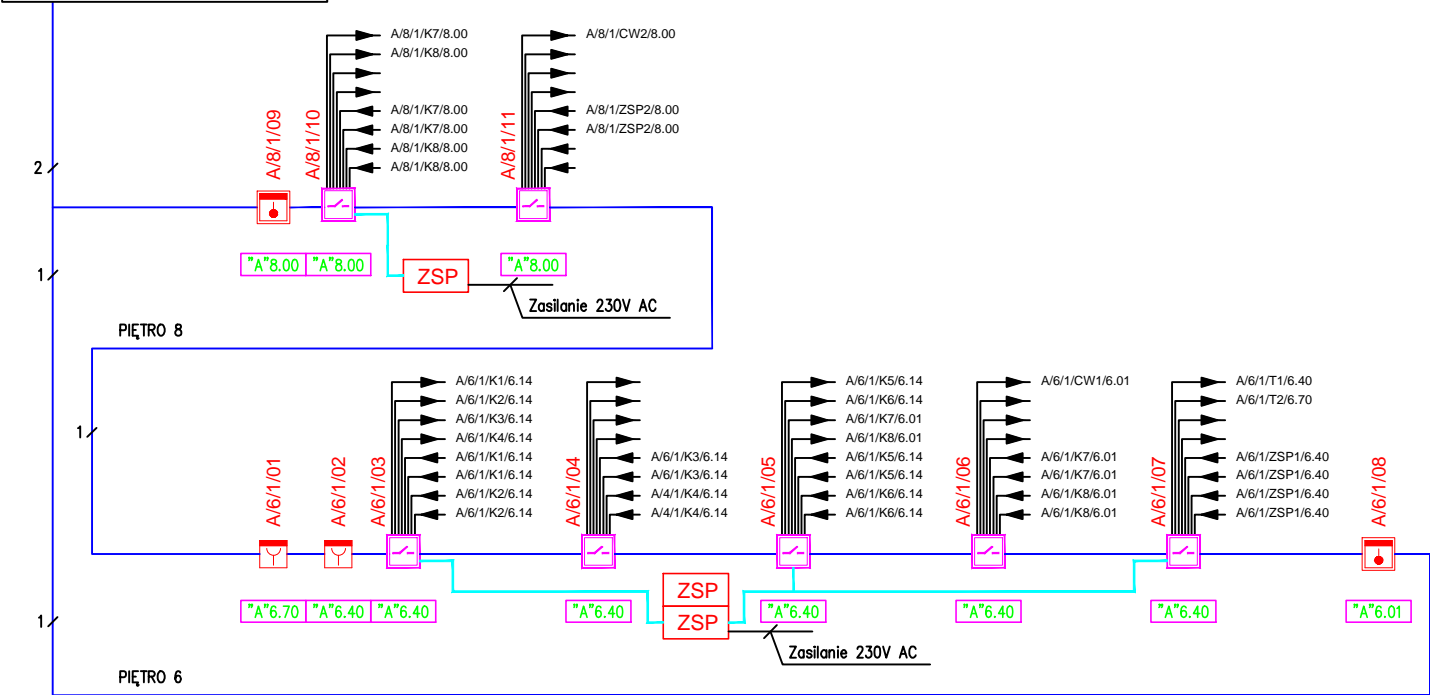 A/8/1/K7/8.00
A/8/1/K8/8.00
A/8/1/K7/8.00
A/8/1/K7/8.00
A/8/1/K8/8.00
A/8/1/K8/8.00
A/8/1/CW2/8.00
A/8/1/ZSP2/8.00
A/8/1/ZSP2/8.00
A/8/1/09
A/8/1/10
A/8/1/11
2
"A"8.00
"A"8.00
"A"8.00
ZSP
1
Zasilanie 230V AC
PIĘTRO 8
A/6/1/K1/6.14
A/6/1/K2/6.14
A/6/1/K3/6.14
A/6/1/K4/6.14
A/6/1/K1/6.14
A/6/1/K1/6.14
A/6/1/K2/6.14
A/6/1/K2/6.14
A/6/1/K3/6.14
A/6/1/K3/6.14
A/4/1/K4/6.14
A/4/1/K4/6.14
A/6/1/K5/6.14
A/6/1/K6/6.14
A/6/1/K7/6.01
A/6/1/K8/6.01
A/6/1/K5/6.14
A/6/1/K5/6.14
A/6/1/K6/6.14
A/6/1/K6/6.14
A/6/1/CW1/6.01
A/6/1/K7/6.01
A/6/1/K7/6.01
A/6/1/K8/6.01
A/6/1/K8/6.01
A/6/1/T1/6.40
A/6/1/T2/6.70
A/6/1/ZSP1/6.40
A/6/1/ZSP1/6.40
A/6/1/ZSP1/6.40
A/6/1/ZSP1/6.40
1
A/6/1/01
A/6/1/02
A/6/1/03
A/6/1/04
A/6/1/05
A/6/1/06
A/6/1/07
A/6/1/08
"A"6.70
"A"6.40
"A"6.40
"A"6.40
ZSP
ZSP
"A"6.40
"A"6.40
"A"6.40
"A"6.01
1
Zasilanie 230V AC
PIĘTRO 6